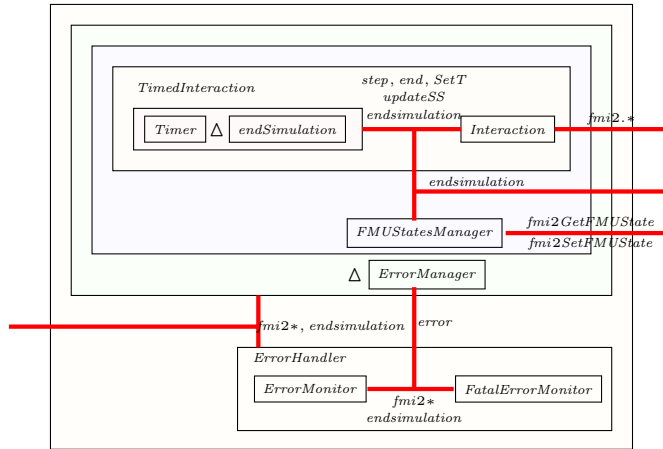 step, end, SetT
TimedInteraction
updateSS
endsimulation
Timer Δ endSimulation
Interaction
fmi2.*
endsimulation
FMUStatesManager
fmi2GetFMUState
fmi2SetFMUState
Δ ErrorManager
fmi2*, endsimulation
error
ErrorHandler
ErrorMonitor
FatalErrorMonitor
fmi2*
endsimulation